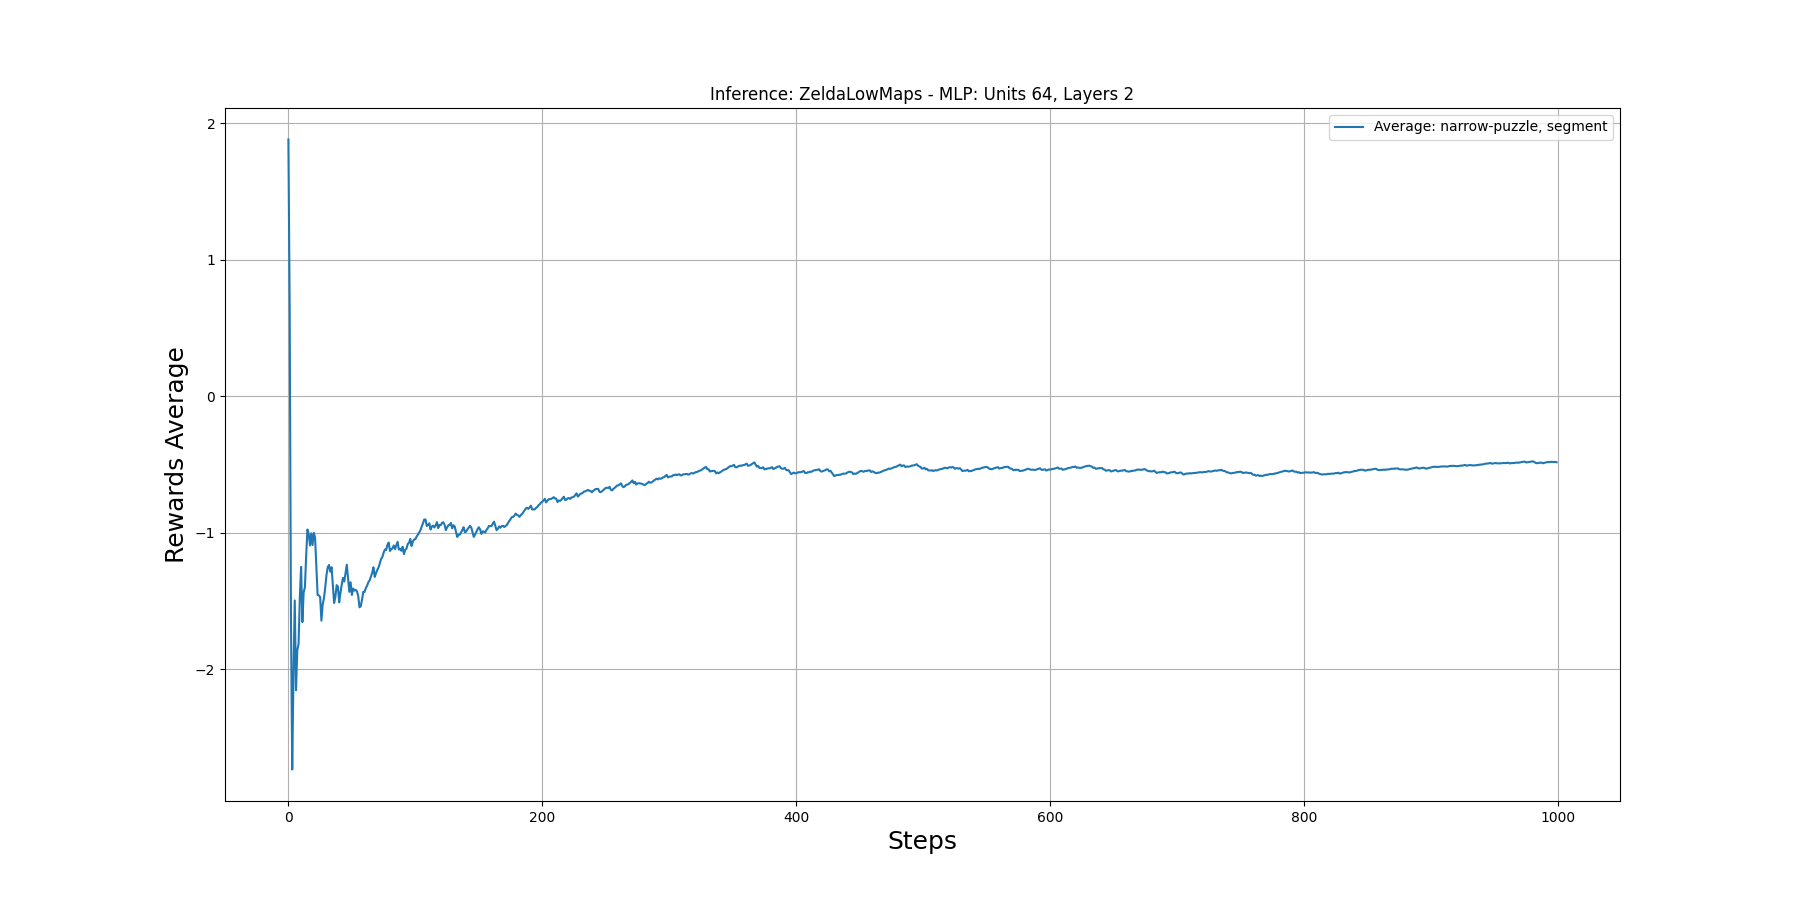 Inference: ZeldaLowMaps - MLP: Units 64, Layers 2
Average: narrow-puzzle, segment
Rewards Average
2
1
0
−1
−2
0 200 400 600 800 1000
Steps